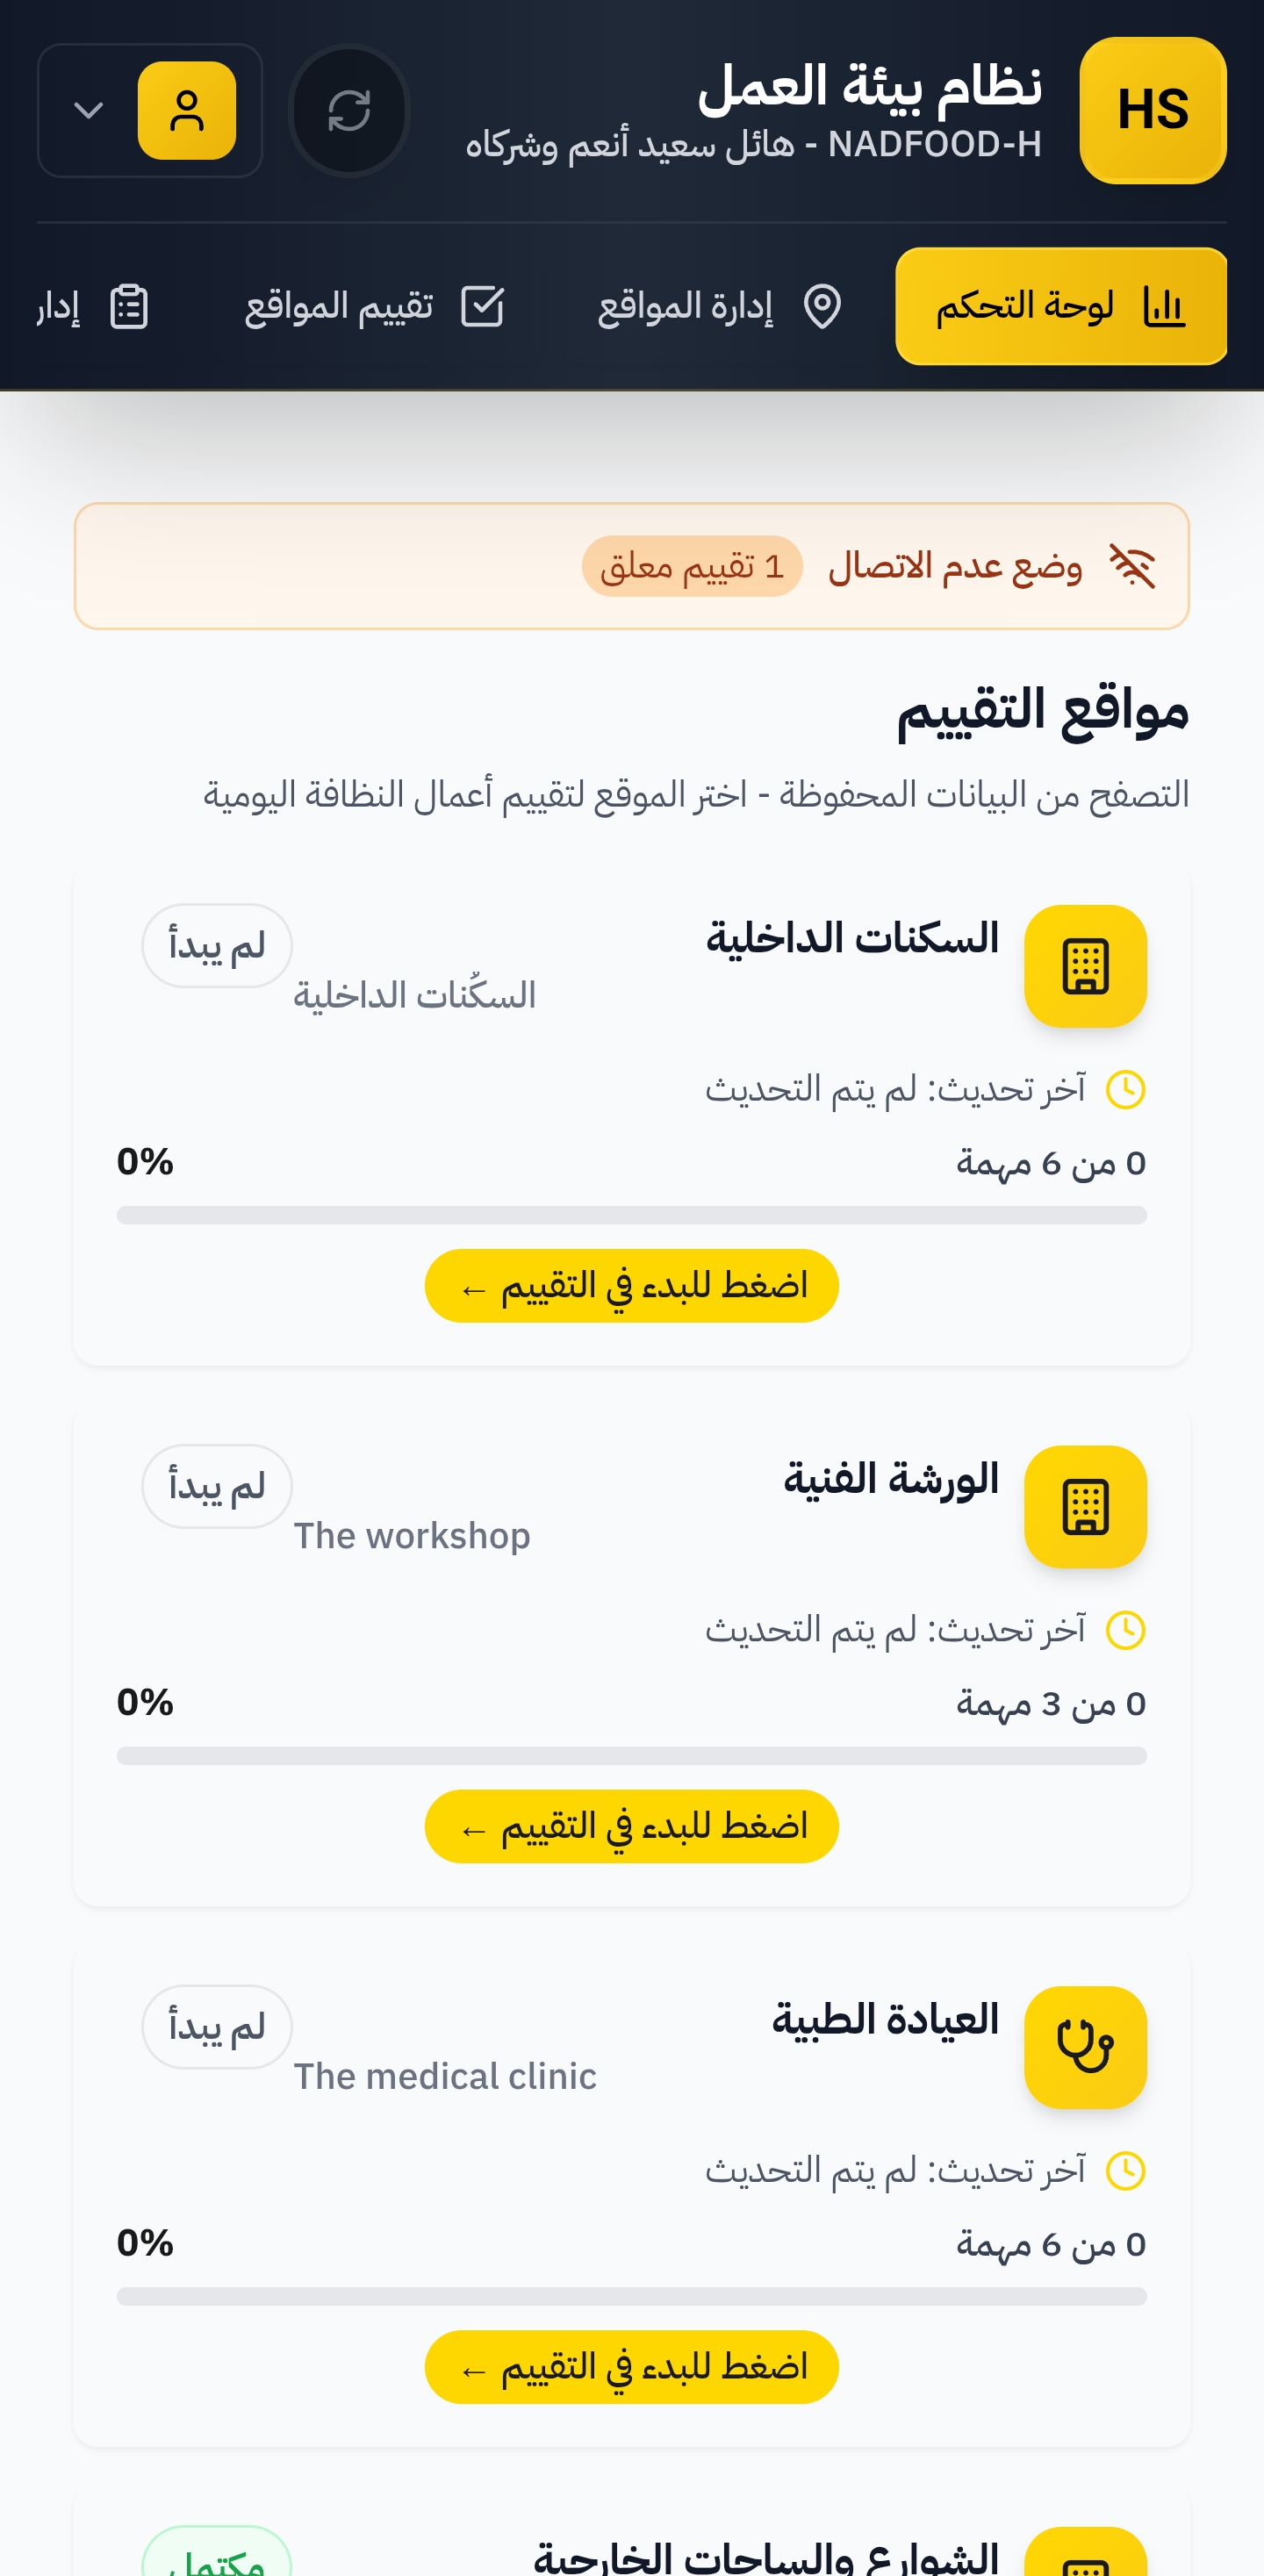 HS
نظام بيئة العمل
NADFOOD-H - هائل سعيد أنعم وشركاه
لوحة التحكم
إدارة المواقع
تقييم المواقع
إدار
وضع عدم الاتصال
1 تقييم معلق
مواقع التقييم
التصفح من البيانات المحفوظة - اختر الموقع لتقييم أعمال النظافة اليومية
السكنات الداخلية
لم يبدأ
السكُنات الداخلية
آخر تحديث: لم يتم التحديث
0 من 6 مهمة
0%
اضغط للبدء في التقييم ←
الورشة الفنية
لم يبدأ
The workshop
آخر تحديث: لم يتم التحديث
0 من 3 مهمة
0%
اضغط للبدء في التقييم ←
العيادة الطبية
لم يبدأ
The medical clinic
آخر تحديث: لم يتم التحديث
0 من 6 مهمة
0%
اضغط للبدء في التقييم ←
الشوارع والساحات الخارجية
مكتمل